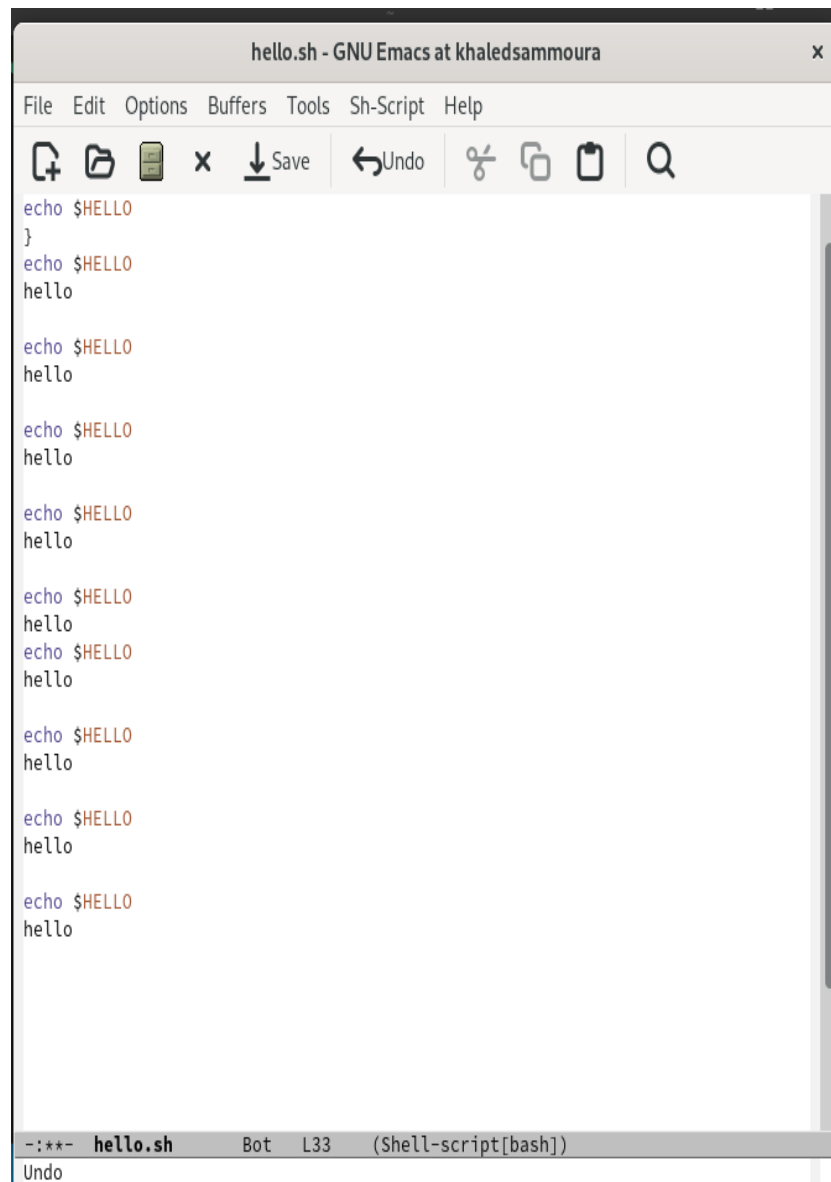 hello.sh - GNU Emacs at khaledsammoura x
File Edit Options Buffers Tools Sh-Script Help
Save Undo
echo $HELLO
}
echo $HELLO
hello
echo $HELLO
hello
echo $HELLO
hello
echo $HELLO
hello
echo $HELLO
hello
echo $HELLO
hello
echo $HELLO
hello
echo $HELLO
hello
echo $HELLO
hello
-:**- hello.sh Bot L33 (Shell-script[bash])
Undo